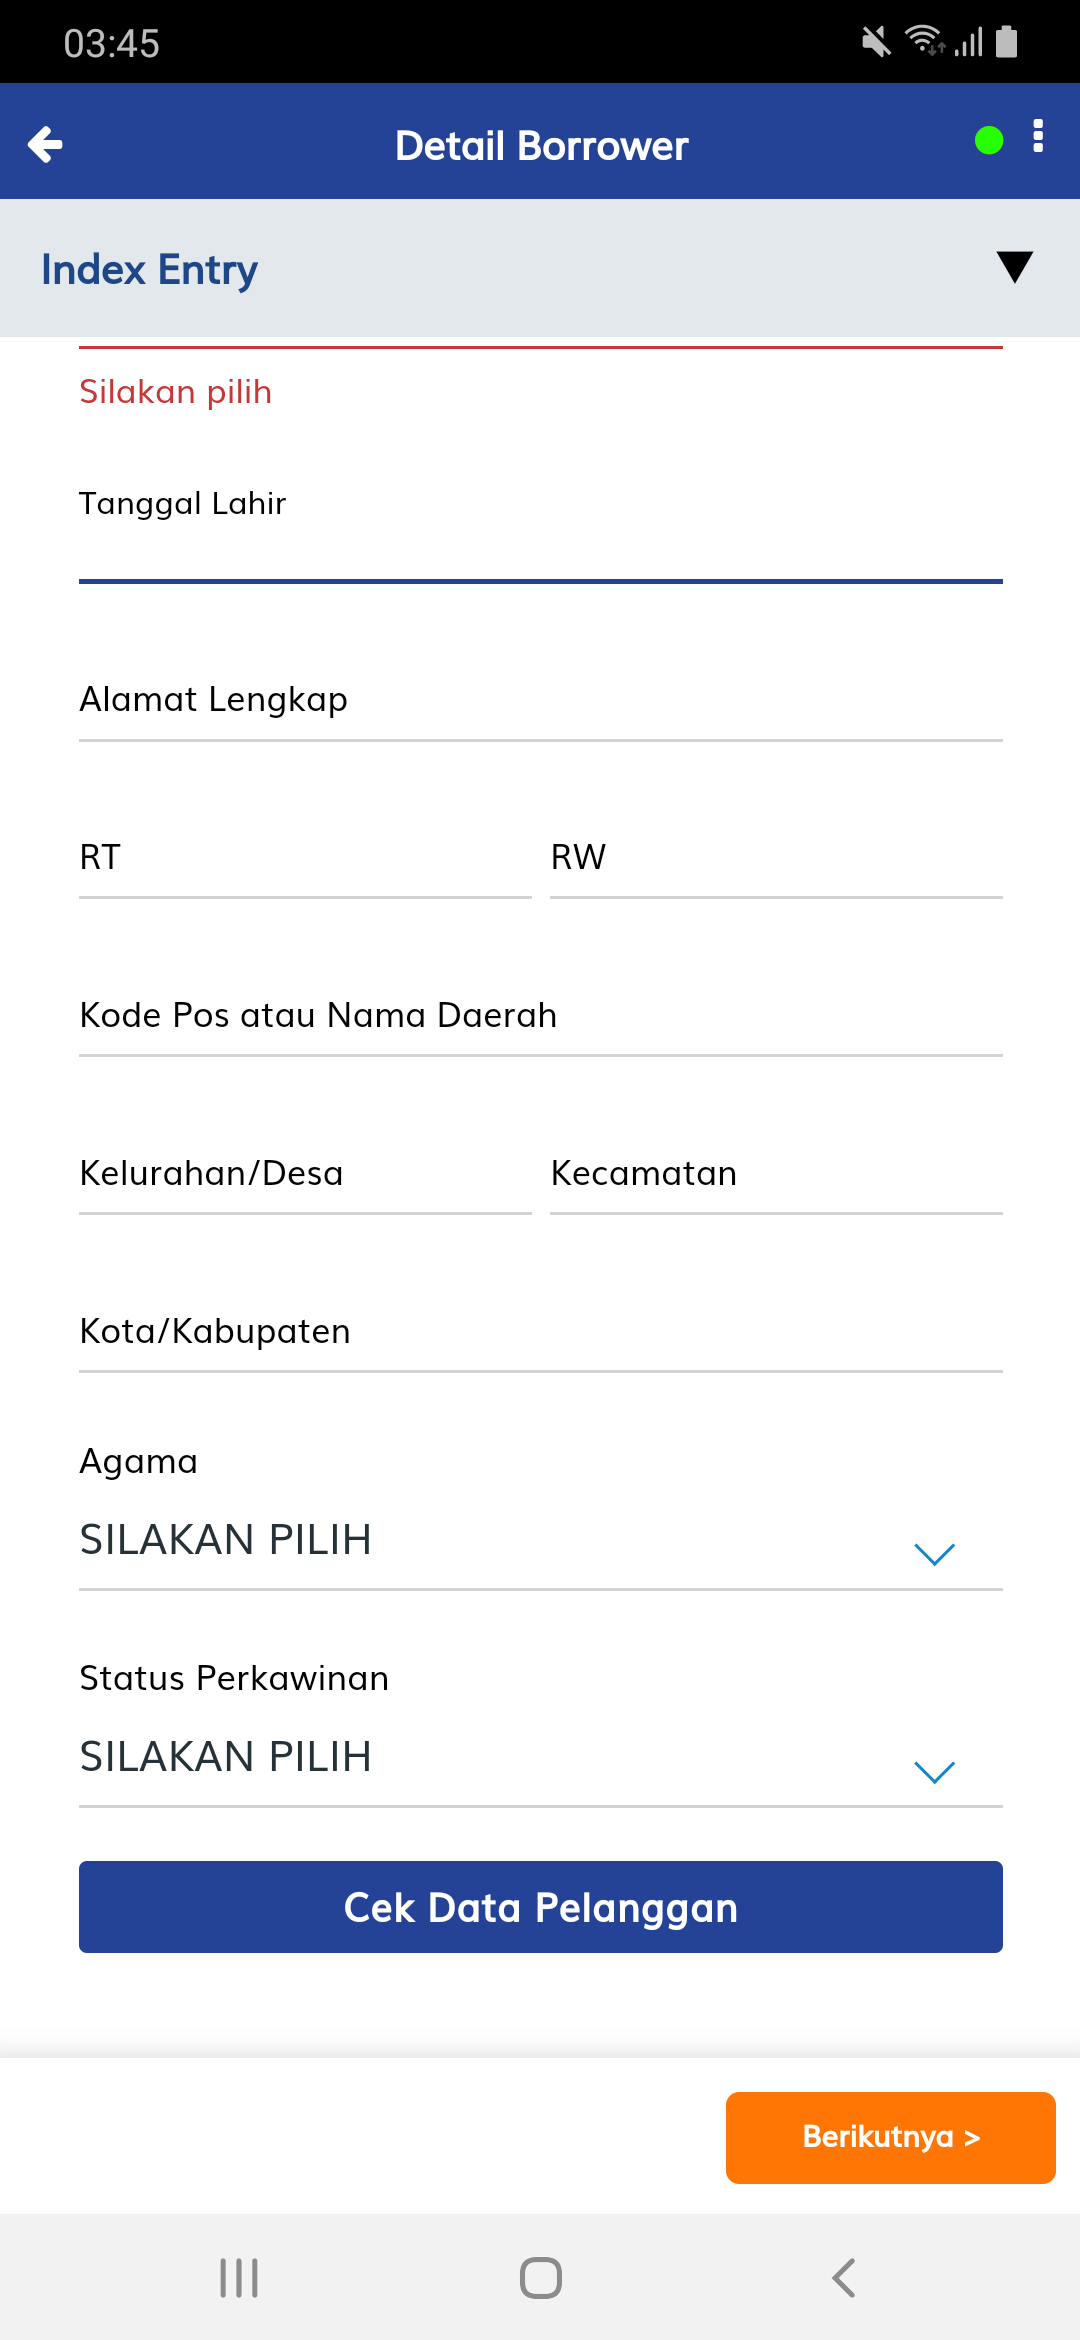 03:45
Detail Borrower
Index Entry
Silakan pilih
Tanggal Lahir
Alamat Lengkap
RT RW
Kode Pos atau Nama Daerah
Kelurahan/Desa Kecamatan
Kota/Kabupaten
Agama
SILAKAN PILIH
Status Perkawinan
SILAKAN PILIH
Cek Data Pelanggan
Berikutnya >